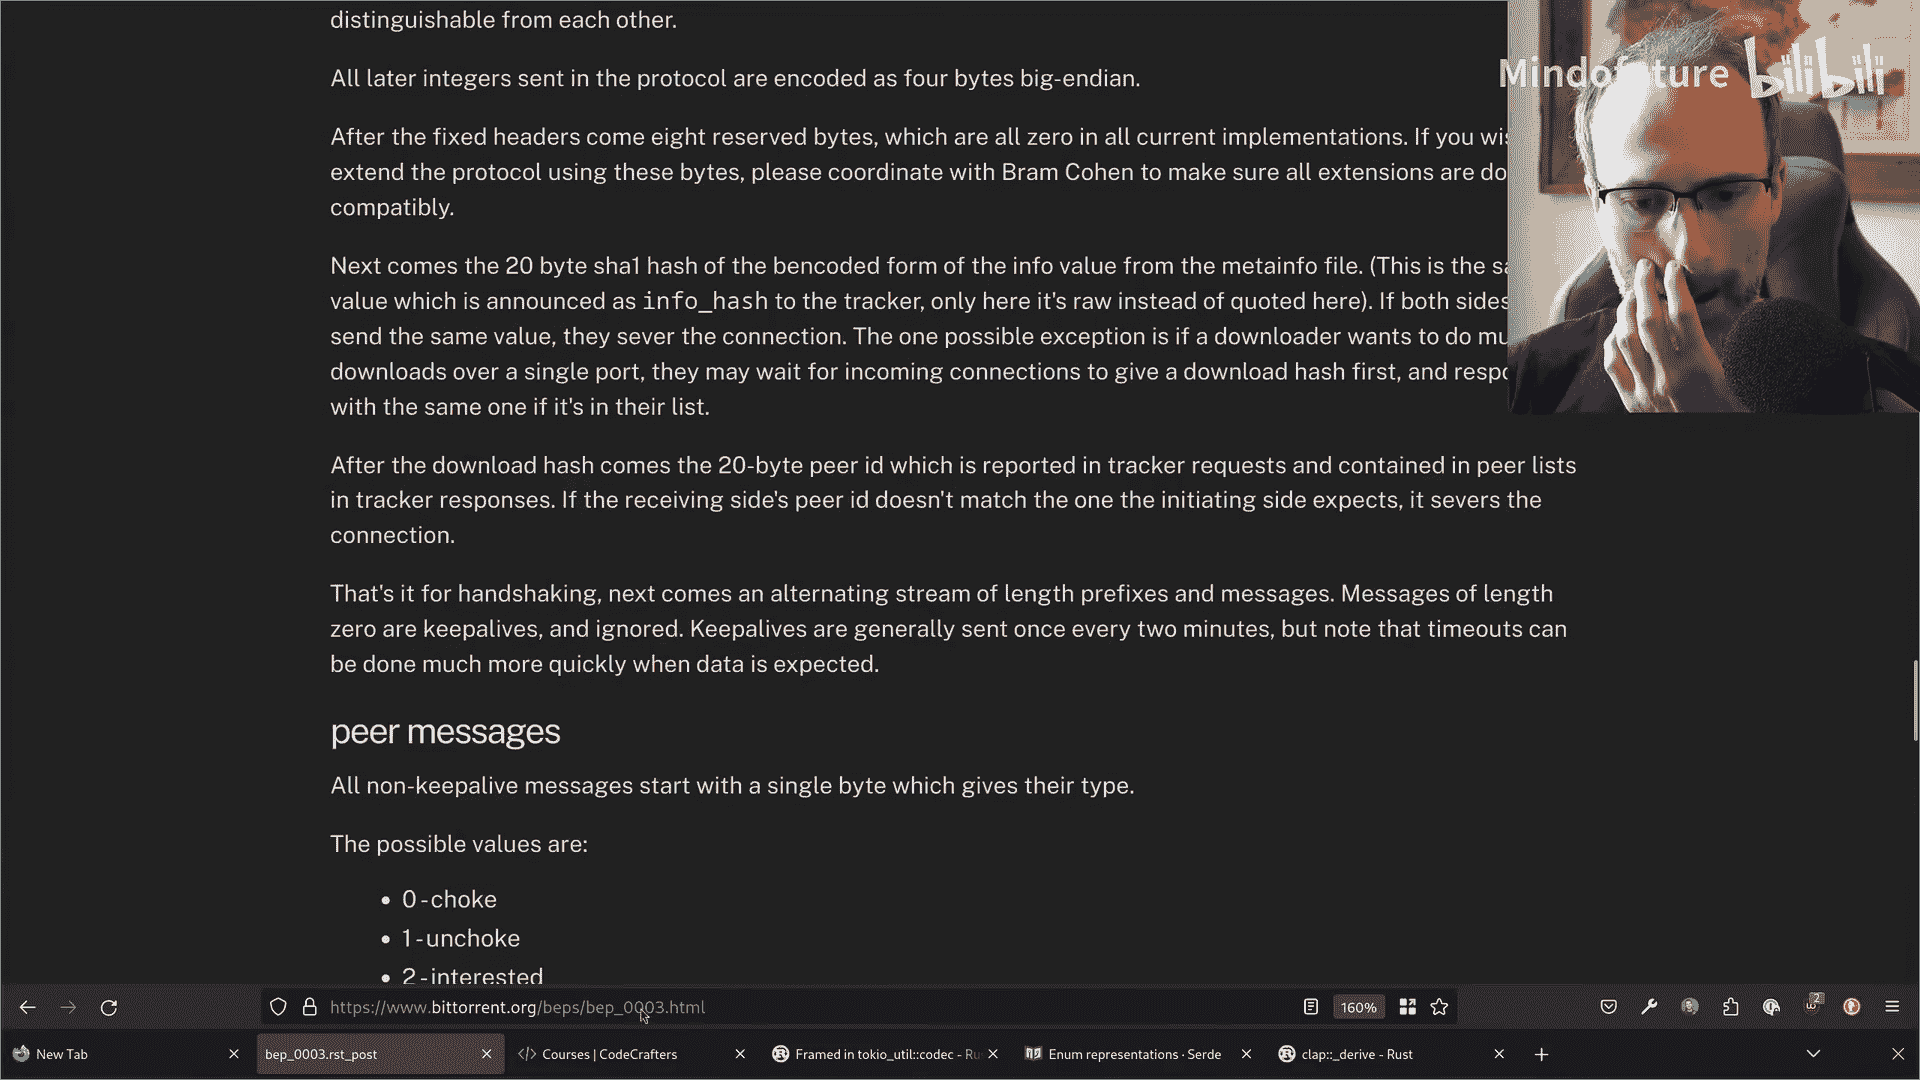 distinguishable from each other.
Mindofuture bilibili
All later integers sent in the protocol are encoded as four bytes big-endian.
After the fixed headers come eight reserved bytes, which are all zero in all current implementations. If you
extend the protocol using these bytes, please coordinate with Bram Cohen to make sure all extensions are
compatibly.
Next comes the 20 byte sha1 hash of the bencoded form of the info value from the metainfo file. (This is the
value which is announced as info_hash to the tracker, only here it's raw instead of quoted here). If both sides
send the same value, they sever the connection. The one possible exception is if a downloader wants to do
downloads over a single port, they may wait for incoming connections to give a download hash first, and
with the same one if it's in their list.
After the download hash comes the 20-byte peer id which is reported in tracker requests and contained in peer lists
in tracker responses. If the receiving side's peer id doesn't match the one the initiating side expects, it severs the
connection.
That's it for handshaking, next comes an alternating stream of length prefixes and messages. Messages of length
zero are keepalives, and ignored. Keepalives are generally sent once every two minutes, but note that timeouts can
be done much more quickly when data is expected.
peer messages
All non-keepalive messages start with a single byte which gives their type.
The possible values are:
• 0 - choke
• 1 - unchoke
• 2 - interested
https://www.bittorrent.org/beps/bep_0003.html 160% 2
New Tab bep_0003.rst_post Courses | CodeCrafters Framed in tokio_util::codec - Ru Enum representations · Serde clap::_derive - Rust